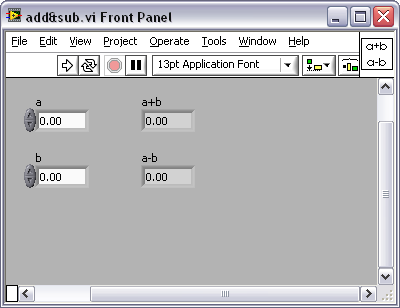 add&sub.vi Front Panel
File Edit View Project Operate Tools Window Help
a+b
a-b
13pt Application Font
a
0.00
a+b
0.00
b
0.00
a-b
0.00